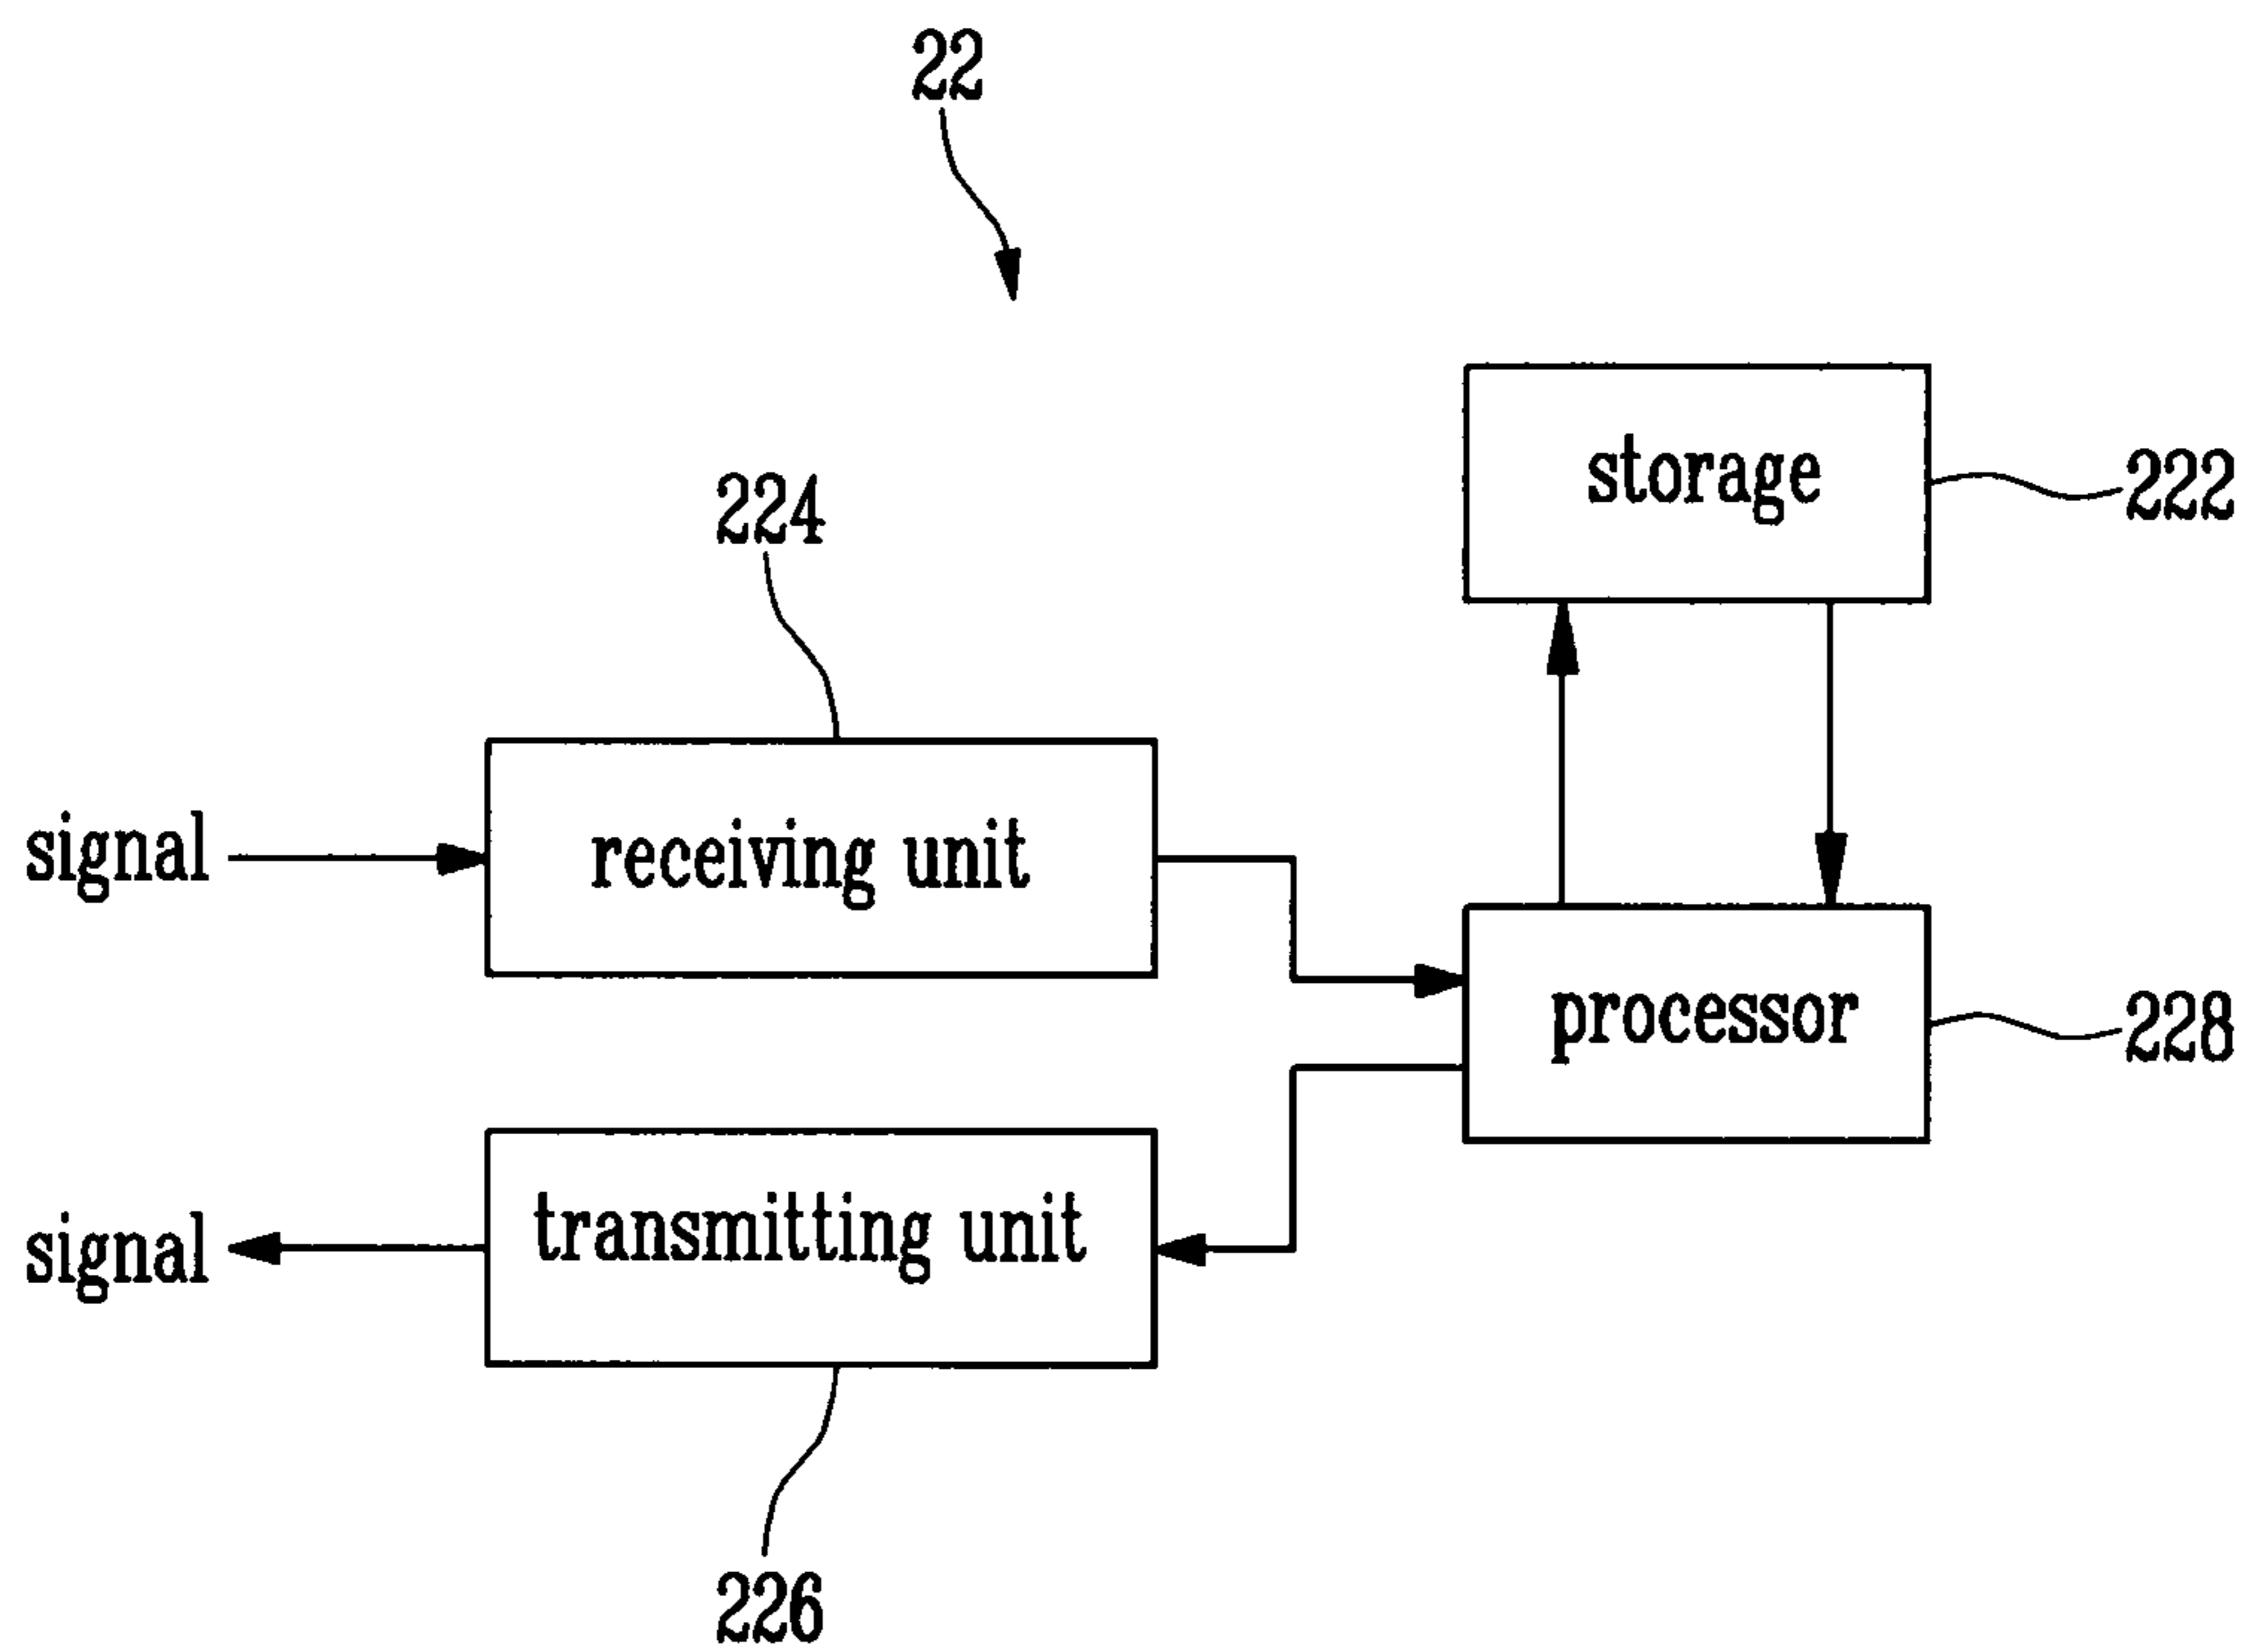 22
storage
222
224
signal
receiving unit
processor
228
signal
transmitting unit
226